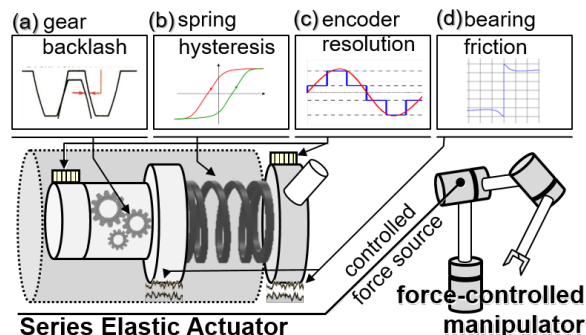 (a) gear
backlash
(b) spring
hysteresis
(c) encoder
resolution
(d) bearing
friction
controlled
force source
force-controlled
manipulator
Series Elastic Actuator